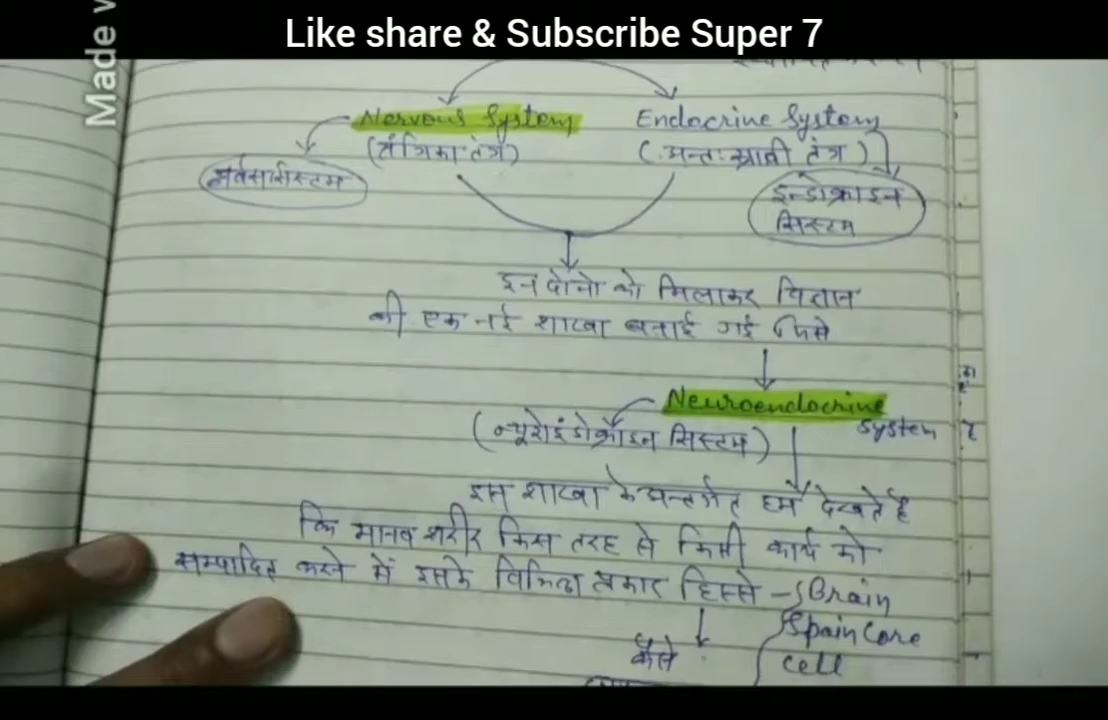 Like share & Subscribe Super 7
Made
Nervous System
Endocrine System
(तंत्रिका तंत्र)
(अन्तःस्रावी तंत्र)
नर्वससिस्टम
इन्डोक्राइन
सिस्टम
इन दोनो को मिलाकर विज्ञान
की एक नई शाखा बनाई गई जिसे
Neuroendocrine
System
(न्यूरोइंडोक्राइन सिस्टम)
इस शाखा के अन्तर्गत हम देखते है
कि मानव शरीर किस तरह से किसी कार्य को
सम्पादित करने में इसके विभिन्न प्रकार हिस्से - Brain
Spain Core
कैसे
cell